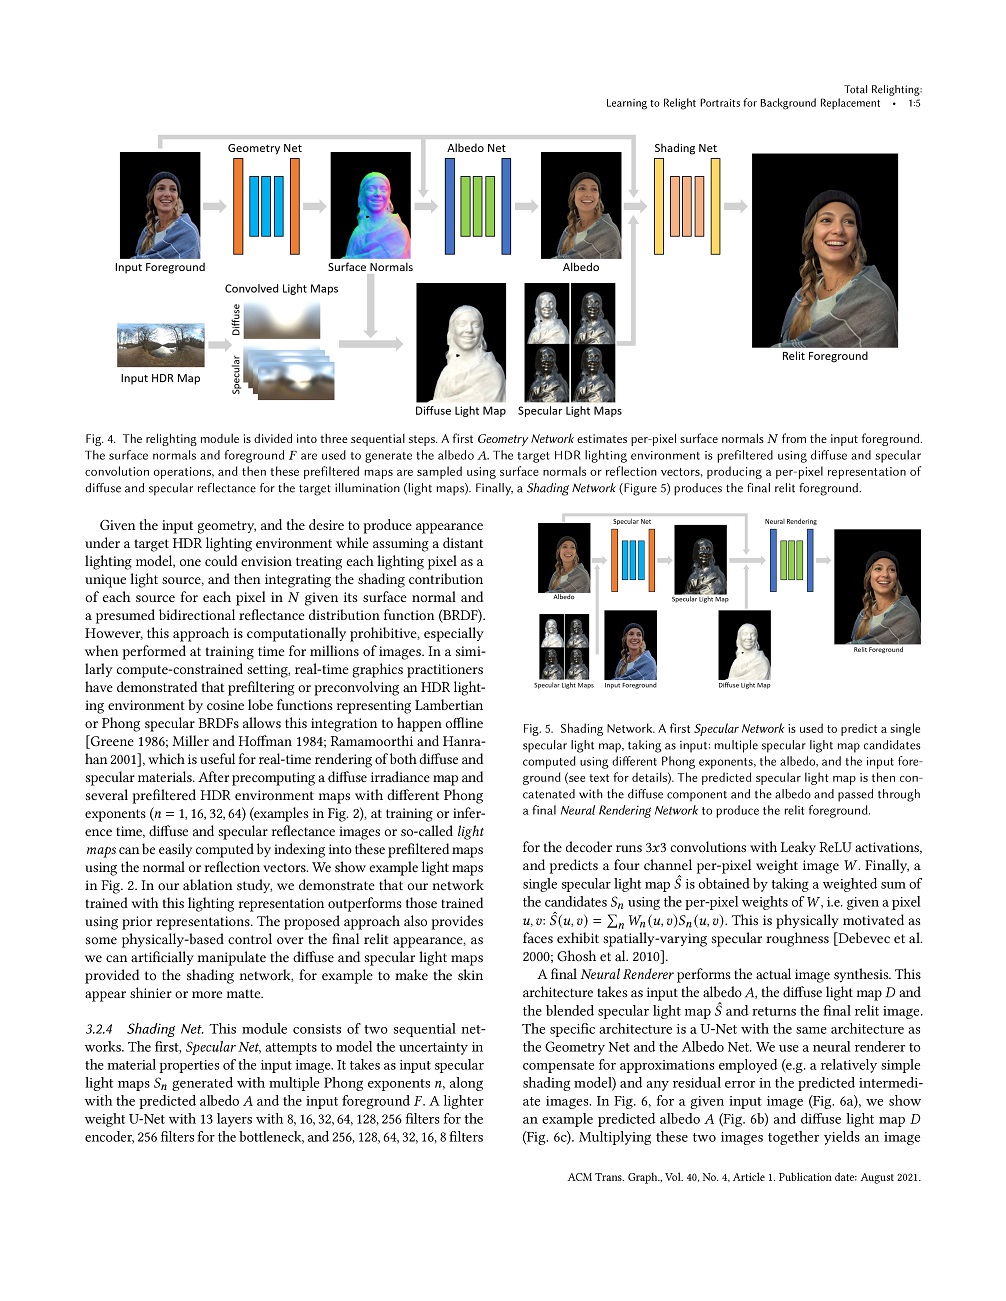 Total Relighting:
Learning to Relight Portraits for Background Replacement • 1:5
Geometry Net
Albedo Net
Shading Net
Input Foreground
Surface Normals
Albedo
Convolved Light Maps
Diffuse
Specular
Input HDR Map
Diffuse Light Map
Specular Light Maps
Relit Foreground
Fig. 4. The relighting module is divided into three sequential steps. A first Geometry Network estimates per-pixel surface normals N from the input foreground.
The surface normals and foreground F are used to generate the albedo A. The target HDR lighting environment is prefiltered using diffuse and specular
convolution operations, and then these prefiltered maps are sampled using surface normals or reflection vectors, producing a per-pixel representation of
diffuse and specular reflectance for the target illumination (light maps). Finally, a Shading Network (Figure 5) produces the final relit foreground.
Given the input geometry, and the desire to produce appearance
under a target HDR lighting environment while assuming a distant
lighting model, one could envision treating each lighting pixel as a
unique light source, and then integrating the shading contribution
of each source for each pixel in N given its surface normal and
a presumed bidirectional reflectance distribution function (BRDF).
However, this approach is computationally prohibitive, especially
when performed at training time for millions of images. In a simi-
larly compute-constrained setting, real-time graphics practitioners
have demonstrated that prefiltering or preconvolving an HDR light-
ing environment by cosine lobe functions representing Lambertian
or Phong specular BRDFs allows this integration to happen offline
[Greene 1986; Miller and Hoffman 1984; Ramamoorthi and Hanra-
han 2001], which is useful for real-time rendering of both diffuse and
specular materials. After precomputing a diffuse irradiance map and
several prefiltered HDR environment maps with different Phong
exponents (n = 1, 16, 32, 64) (examples in Fig. 2), at training or infer-
ence time, diffuse and specular reflectance images or so-called light
maps can be easily computed by indexing into these prefiltered maps
using the normal or reflection vectors. We show example light maps
in Fig. 2. In our ablation study, we demonstrate that our network
trained with this lighting representation outperforms those trained
using prior representations. The proposed approach also provides
some physically-based control over the final relit appearance, as
we can artificially manipulate the diffuse and specular light maps
provided to the shading network, for example to make the skin
appear shinier or more matte.
3.2.4 Shading Net. This module consists of two sequential net-
works. The first, Specular Net, attempts to model the uncertainty in
the material properties of the input image. It takes as input specular
light maps Sn generated with multiple Phong exponents n, along
with the predicted albedo A and the input foreground F. A lighter
weight U-Net with 13 layers with 8, 16, 32, 64, 128, 256 filters for the
encoder, 256 filters for the bottleneck, and 256, 128, 64, 32, 16, 8 filters
Specular Net
Neural Rendering
Albedo
Specular Light Map
Relit Foreground
Specular Light Maps
Input Foreground
Diffuse Light Map
Fig. 5. Shading Network. A first Specular Network is used to predict a single
specular light map, taking as input: multiple specular light map candidates
computed using different Phong exponents, the albedo, and the input fore-
ground (see text for details). The predicted specular light map is then con-
catenated with the diffuse component and the albedo and passed through
a final Neural Rendering Network to produce the relit foreground.
for the decoder runs 3x3 convolutions with Leaky ReLU activations,
and predicts a four channel per-pixel weight image W. Finally, a
single specular light map Ŝ is obtained by taking a weighted sum of
the candidates Sn using the per-pixel weights of W, i.e. given a pixel
u, v: Ŝ(u, v) = ∑n Wn(u, v)Sn(u, v). This is physically motivated as
faces exhibit spatially-varying specular roughness [Debevec et al.
2000; Ghosh et al. 2010].
A final Neural Renderer performs the actual image synthesis. This
architecture takes as input the albedo A, the diffuse light map D and
the blended specular light map Ŝ and returns the final relit image.
The specific architecture is a U-Net with the same architecture as
the Geometry Net and the Albedo Net. We use a neural renderer to
compensate for approximations employed (e.g. a relatively simple
shading model) and any residual error in the predicted intermedi-
ate images. In Fig. 6, for a given input image (Fig. 6a), we show
an example predicted albedo A (Fig. 6b) and diffuse light map D
(Fig. 6c). Multiplying these two images together yields an image
ACM Trans. Graph., Vol. 40, No. 4, Article 1. Publication date: August 2021.